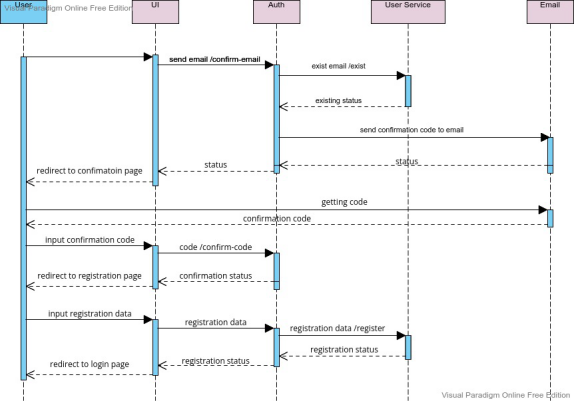 Visual Paradigm Online Free Edition
User
UI
Auth
User Service
Email
send email /confirm-email
exist email /exist
existing status
send confirmation code to email
status
status
redirect to confimatoin page
getting code
confirmation code
input confirmation code
code /confirm-code
confirmation status
redirect to registration page
input registration data
registration data
registration data /register
registration status
registration status
redirect to login page
Visual Paradigm Online Free Edition